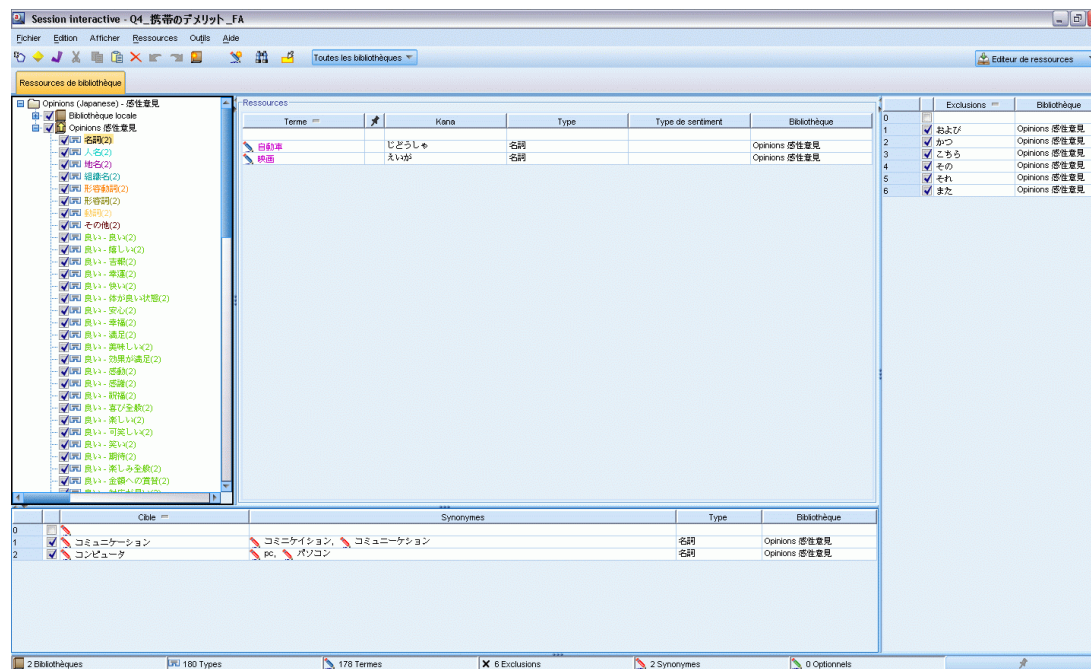 Session interactive - Q4_携帯のデメリット_FA
Fichier Edition Afficher Ressources Outils Aide
Toutes les bibliothèques
Editeur de ressources
Ressources de bibliothèque
Opinions (Japanese) - 感性意見
Bibliothèque locale
Opinions 感性意見
名詞(2)
人名(2)
地名(2)
組織名(2)
形容動詞(2)
形容詞(2)
動詞(2)
その他(2)
良い - 良い(2)
良い - 嬉しい(2)
良い - 吉報(2)
良い - 幸運(2)
良い - 快い(2)
良い - 体が良い状態(2)
良い - 安心(2)
良い - 幸福(2)
良い - 満足(2)
良い - 美味しい(2)
良い - 効果が満足(2)
良い - 感動(2)
良い - 感謝(2)
良い - 祝福(2)
良い - 喜び全般(2)
良い - 楽しい(2)
良い - 可笑しい(2)
良い - 笑い(2)
良い - 期待(2)
良い - 楽しみ全般(2)
良い - 金額への賞賛(2)
Ressources
Terme Kana Type Type de sentiment Bibliothèque
自動車 じどうしゃ 名詞 Opinions 感性意見
映画 えいが 名詞 Opinions 感性意見
Exclusions Bibliothèque
0
1 および Opinions 感性意見
2 かつ Opinions 感性意見
3 こちら Opinions 感性意見
4 その Opinions 感性意見
5 それ Opinions 感性意見
6 また Opinions 感性意見
Cible Synonymes Type Bibliothèque
0
1 コミュニケーション コミニケイション, コミュニーケション 名詞 Opinions 感性意見
2 コンピュータ pc, パソコン 名詞 Opinions 感性意見
2 Bibliothèques 180 Types 178 Termes 6 Exclusions 2 Synonymes 0 Optionnels